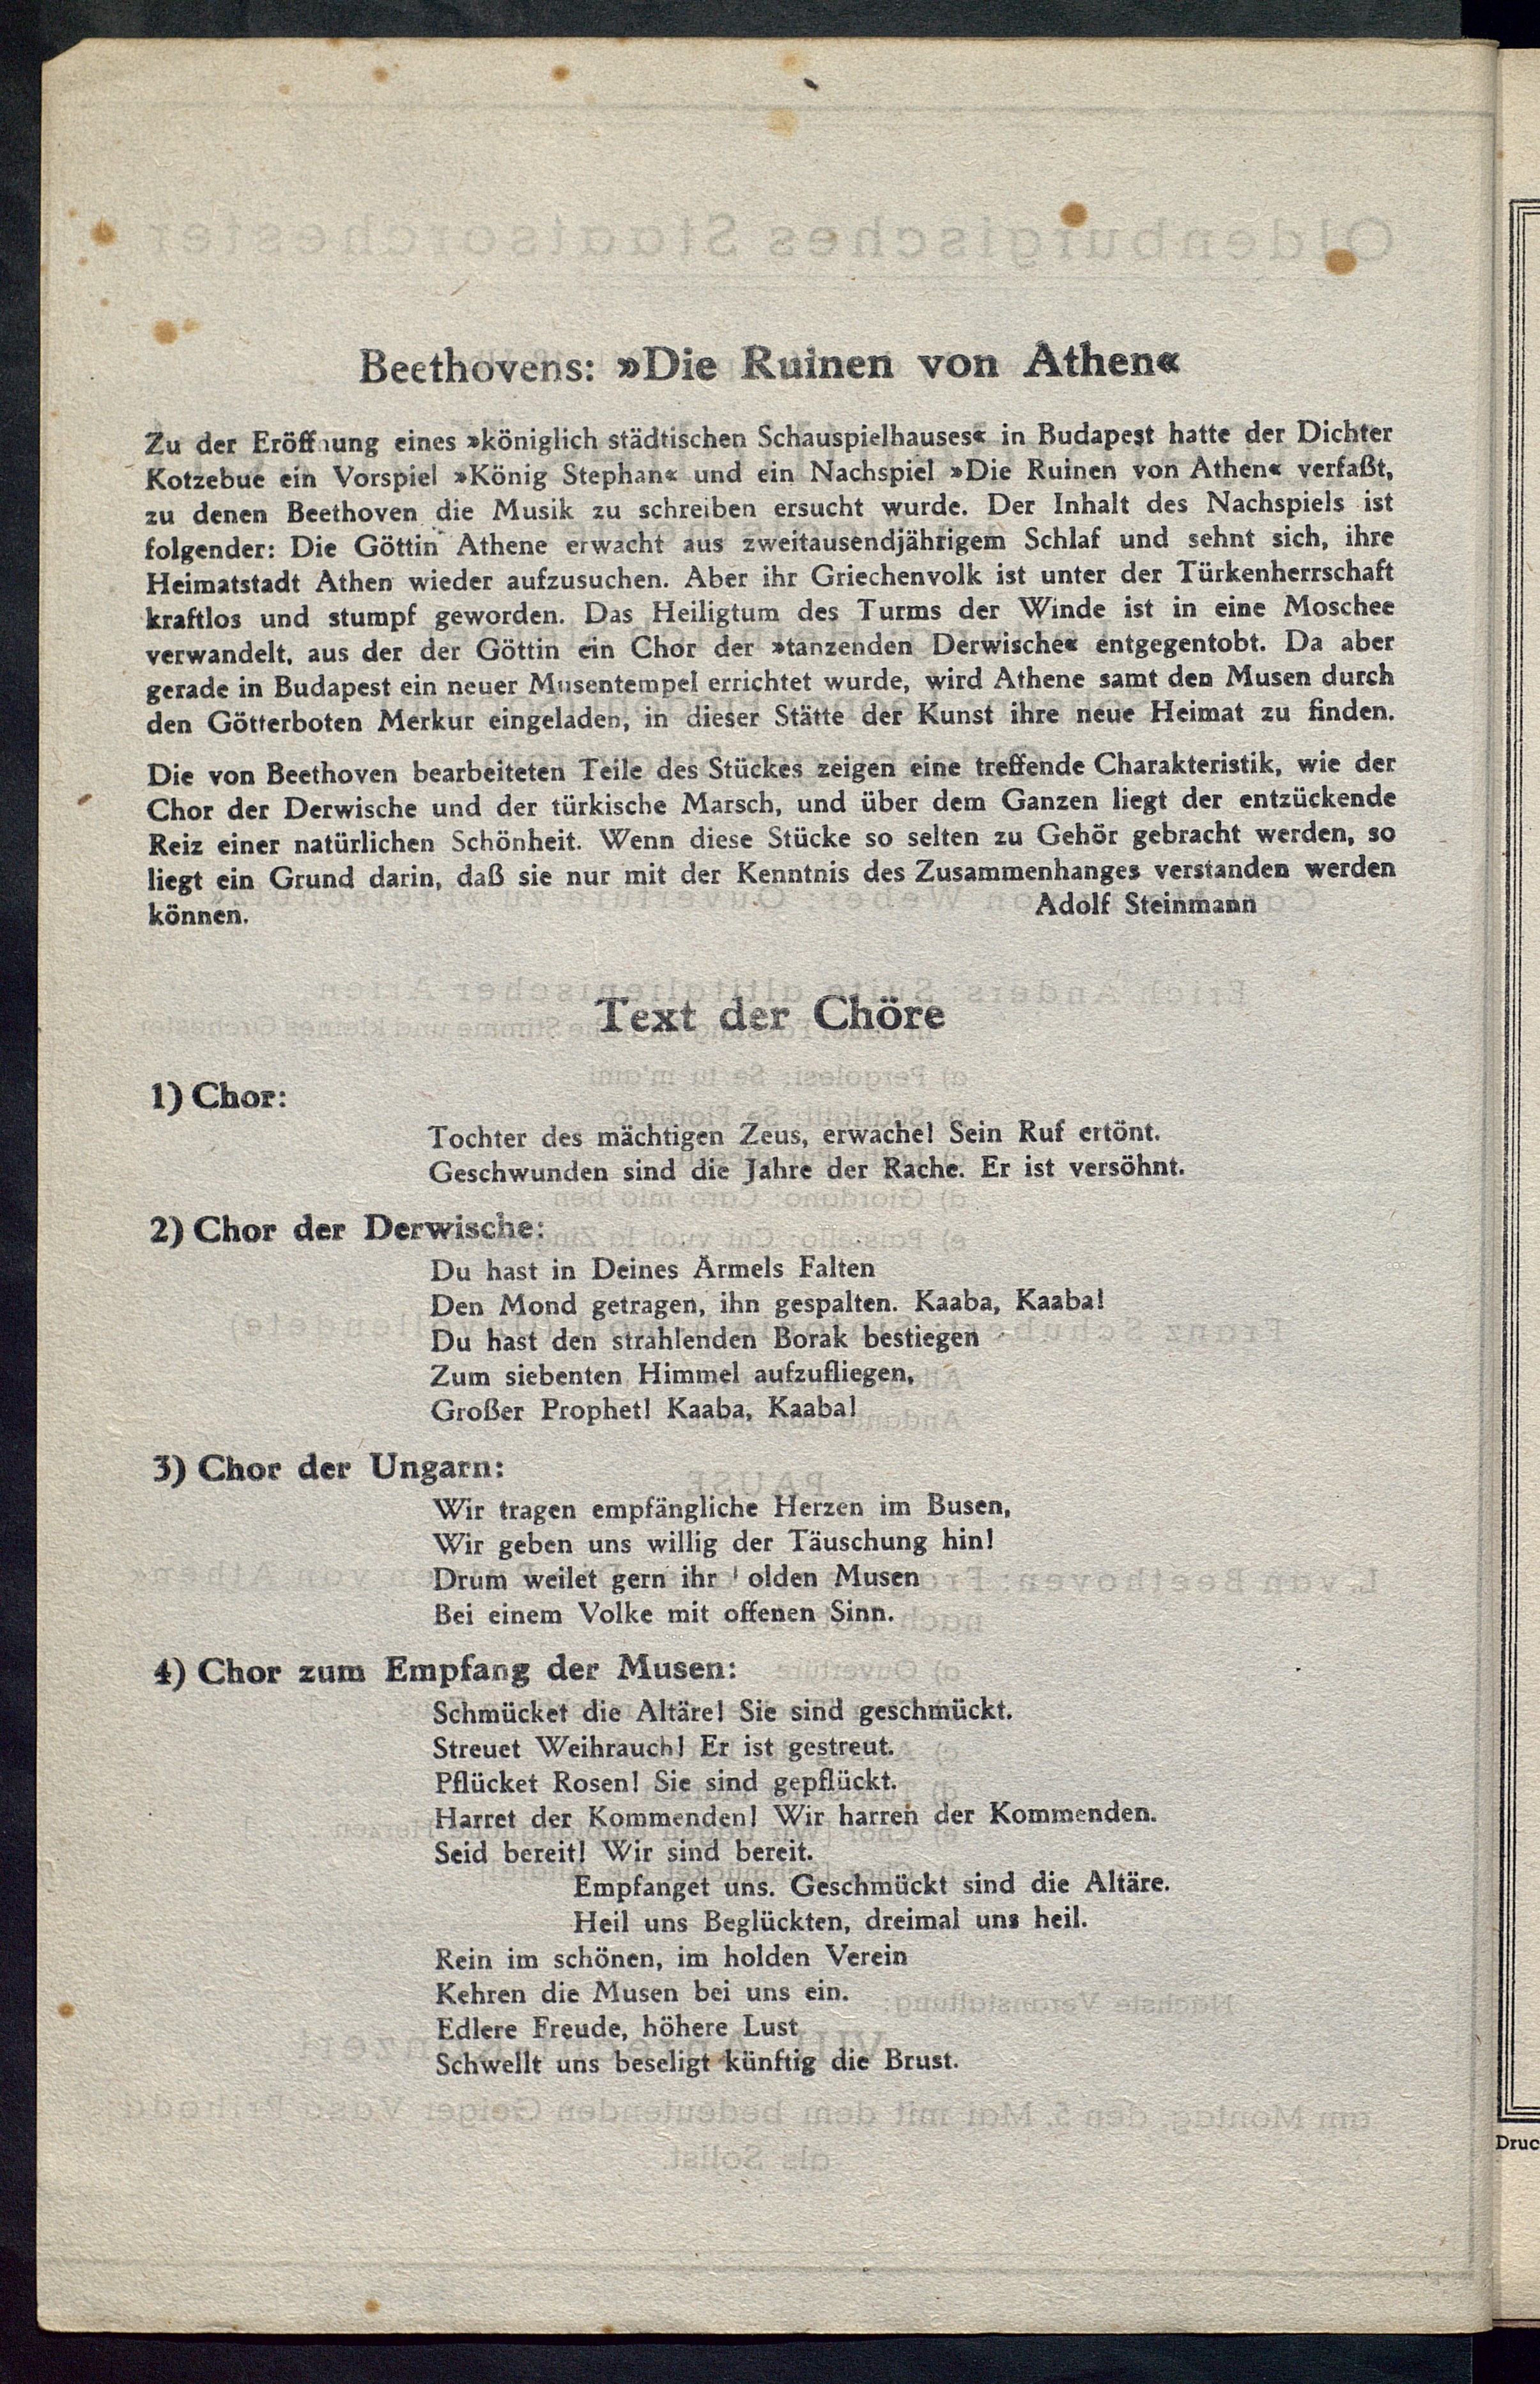 Beethovens: »Die Ruinen von Athen«
Zu der Eröffnung eines »königlich städtischen Schauspielhauses« in Budapest hatte der Dichter
Kotzebue ein Vorspiel »König Stephan« und ein Nachspiel »Die Ruinen von Athen« verfaßt,
zu denen Beethoven die Musik zu schreiben ersucht wurde. Der Inhalt des Nachspiels ist
folgender: Die Göttin Athene erwacht aus zweitausendjährigem Schlaf und sehnt sich, ihre
Heimatstadt Athen wieder aufzusuchen. Aber ihr Griechenvolk ist unter der Türkenherrschaft
kraftlos und stumpf geworden. Das Heiligtum des Turms der Winde ist in eine Moschee
verwandelt, aus der der Göttin ein Chor der »tanzenden Derwische« entgegentobt. Da aber
gerade in Budapest ein neuer Musentempel errichtet wurde, wird Athene samt den Musen durch
den Götterboten Merkur eingeladen, in dieser Stätte der Kunst ihre neue Heimat zu finden.
Die von Beethoven bearbeiteten Teile des Stückes zeigen eine treffende Charakteristik, wie der
Chor der Derwische und der türkische Marsch, und über dem Ganzen liegt der entzückende
Reiz einer natürlichen Schönheit. Wenn diese Stücke so selten zu Gehör gebracht werden, so
liegt ein Grund darin, daß sie nur mit der Kenntnis des Zusammenhanges verstanden werden
können. Adolf Steinmann
Text der Chöre
1) Chor:
Tochter des mächtigen Zeus, erwache! Sein Ruf ertönt.
Geschwunden sind die Jahre der Rache. Er ist versöhnt.
2) Chor der Derwische:
Du hast in Deines Ärmels Falten
Den Mond getragen, ihn gespalten. Kaaba, Kaaba!
Du hast den strahlenden Borak bestiegen
Zum siebenten Himmel aufzufliegen,
Großer Prophet! Kaaba, Kaaba!
3) Chor der Ungarn:
Wir tragen empfängliche Herzen im Busen,
Wir geben uns willig der Täuschung hin!
Drum weilet gern ihr olden Musen
Bei einem Volke mit offenen Sinn.
4) Chor zum Empfang der Musen:
Schmücket die Altäre! Sie sind geschmückt.
Streuet Weihrauch! Er ist gestreut.
Pflücket Rosen! Sie sind gepflückt.
Harret der Kommenden! Wir harren der Kommenden.
Seid bereit! Wir sind bereit.
Empfanget uns. Geschmückt sind die Altäre.
Heil uns Beglückten, dreimal uns heil.
Rein im schönen, im holden Verein
Kehren die Musen bei uns ein.
Edlere Freude, höhere Lust
Schwellt uns beseligt künftig die Brust.
Druc